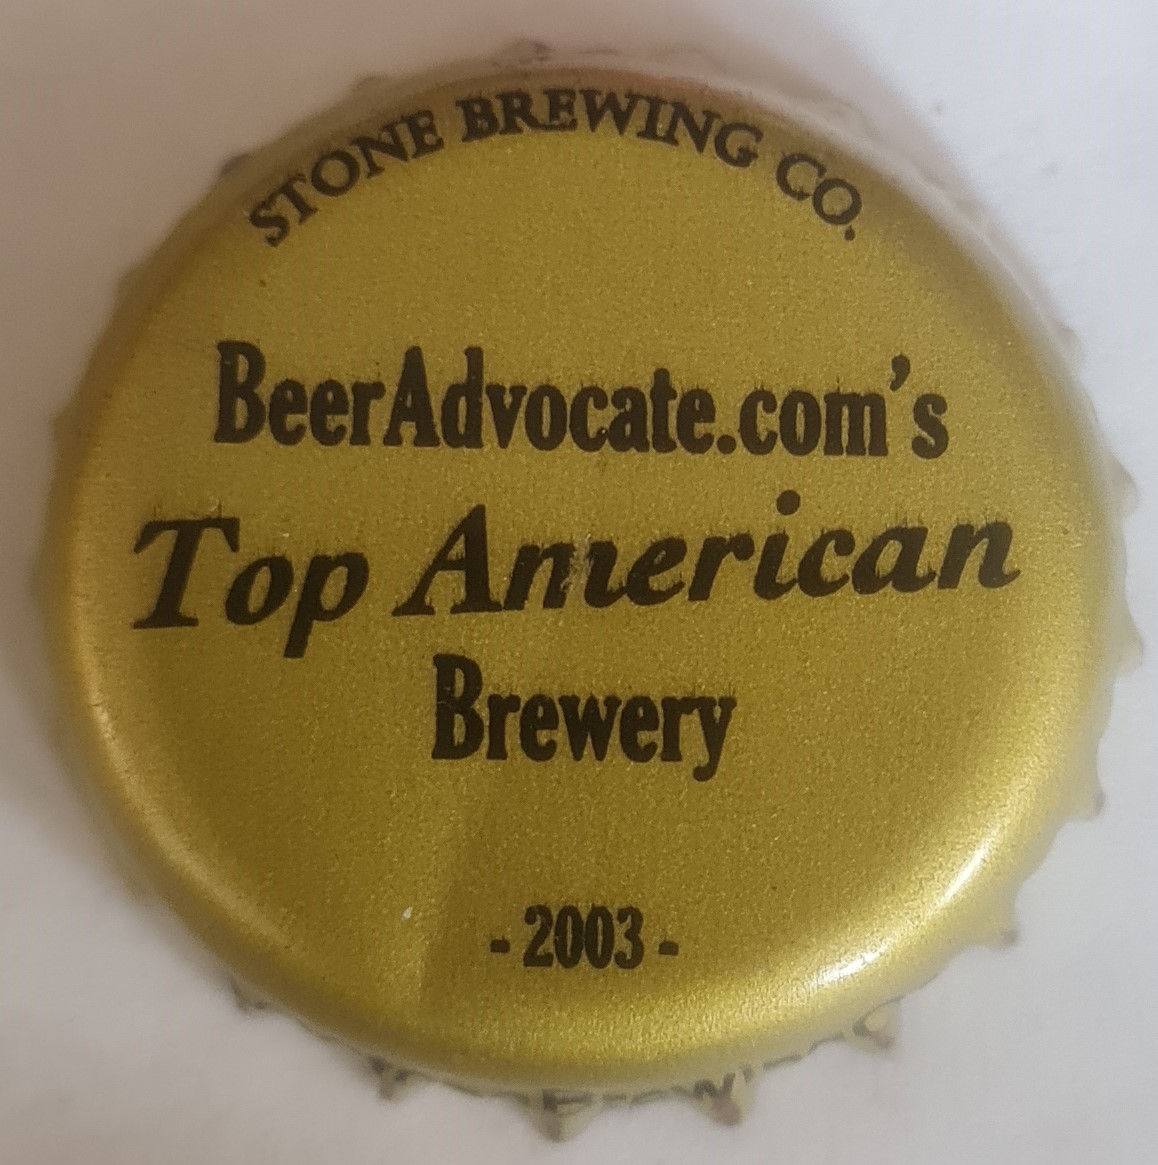 STONE BREWING CO.
BeerAdvocate.com's
Top American
Brewery
- 2003 -